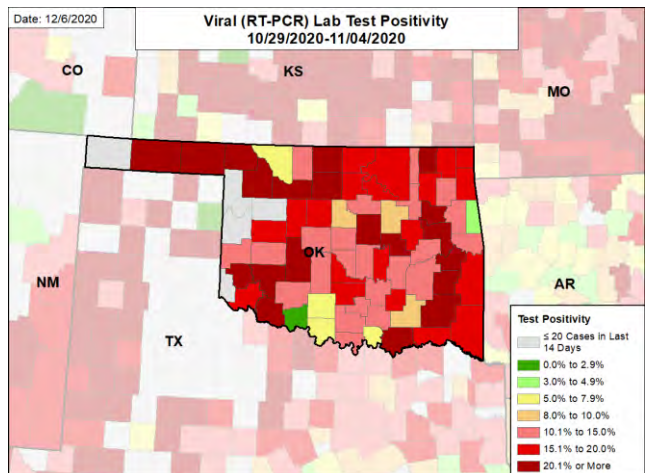 Date: 12/6/2020
Viral (RT-PCR) Lab Test Positivity
10/29/2020-11/04/2020
CO
KS
MO
OK
NM
TX
AR
Test Positivity
≤ 20 Cases in Last
14 Days
0.0% to 2.9%
3.0% to 4.9%
5.0% to 7.9%
8.0% to 10.0%
10.1% to 15.0%
15.1% to 20.0%
20.1% or More